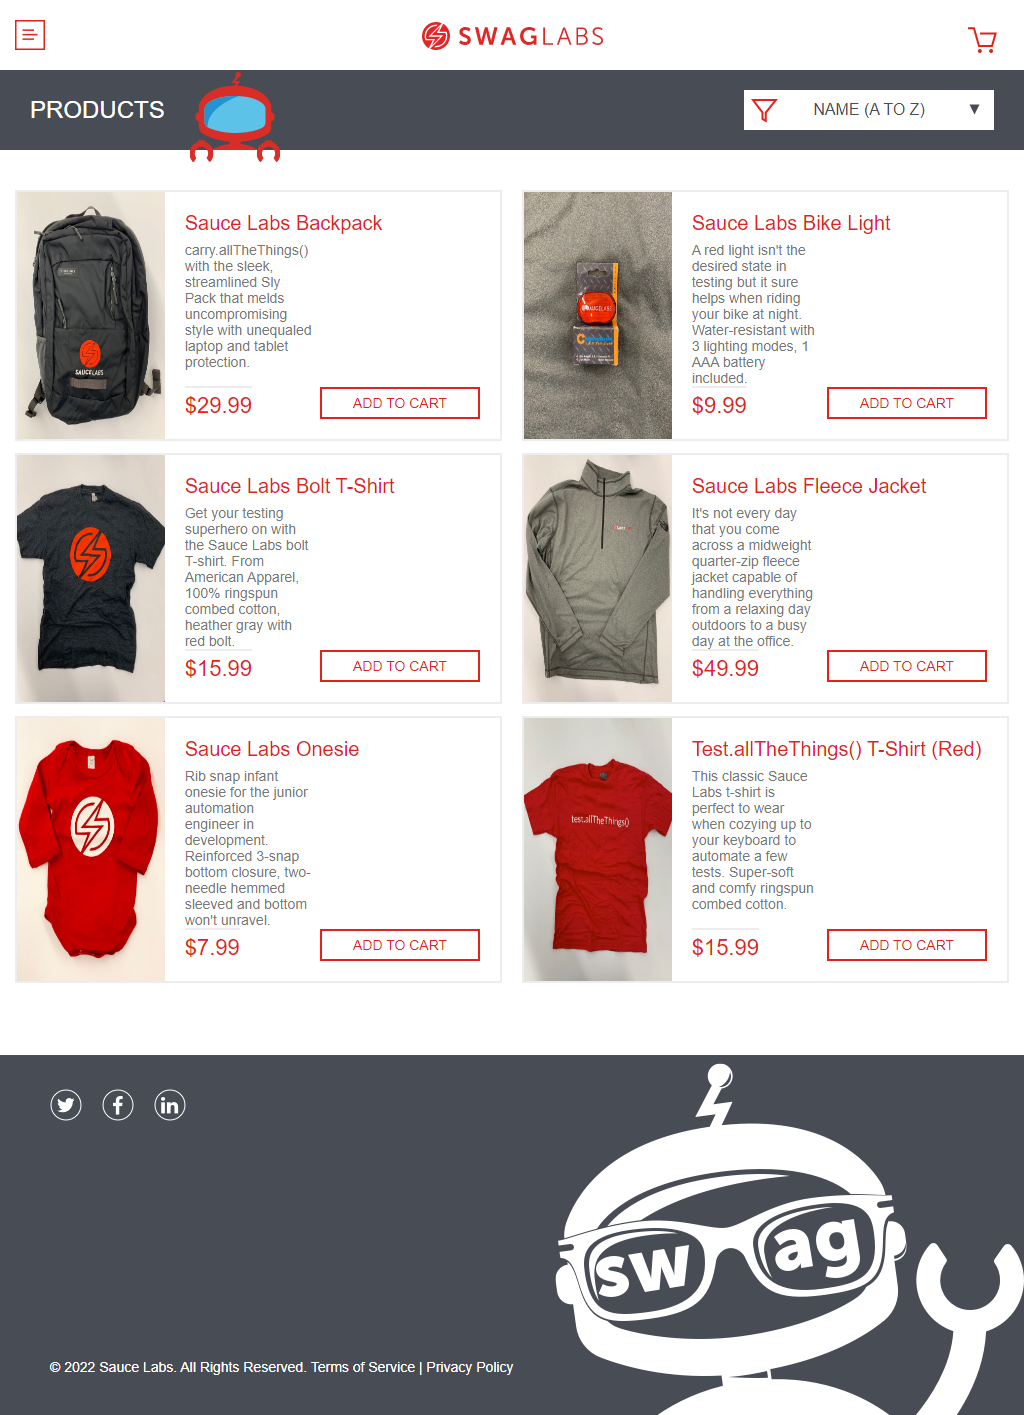 SWAGLABS
PRODUCTS
NAME (A TO Z)
Sauce Labs Backpack
carry.allTheThings()
with the sleek,
streamlined Sly
Pack that melds
uncompromising
style with unequaled
laptop and tablet
protection.
$29.99
ADD TO CART
SAUCELABS
Sauce Labs Bike Light
A red light isn't the
desired state in
testing but it sure
helps when riding
your bike at night.
Water-resistant with
3 lighting modes, 1
AAA battery
included.
$9.99
ADD TO CART
SAUCELABS
Sauce Labs Bolt T-Shirt
Get your testing
superhero on with
the Sauce Labs bolt
T-shirt. From
American Apparel,
100% ringspun
combed cotton,
heather gray with
red bolt.
$15.99
ADD TO CART
Sauce Labs Fleece Jacket
It's not every day
that you come
across a midweight
quarter-zip fleece
jacket capable of
handling everything
from a relaxing day
outdoors to a busy
day at the office.
$49.99
ADD TO CART
Sauce Labs Onesie
Rib snap infant
onesie for the junior
automation
engineer in
development.
Reinforced 3-snap
bottom closure, two-
needle hemmed
sleeved and bottom
won't unravel.
$7.99
ADD TO CART
Test.allTheThings() T-Shirt (Red)
This classic Sauce
Labs t-shirt is
perfect to wear
when cozying up to
your keyboard to
automate a few
tests. Super-soft
and comfy ringspun
combed cotton.
$15.99
ADD TO CART
test.allTheThings()
swag
© 2022 Sauce Labs. All Rights Reserved. Terms of Service | Privacy Policy